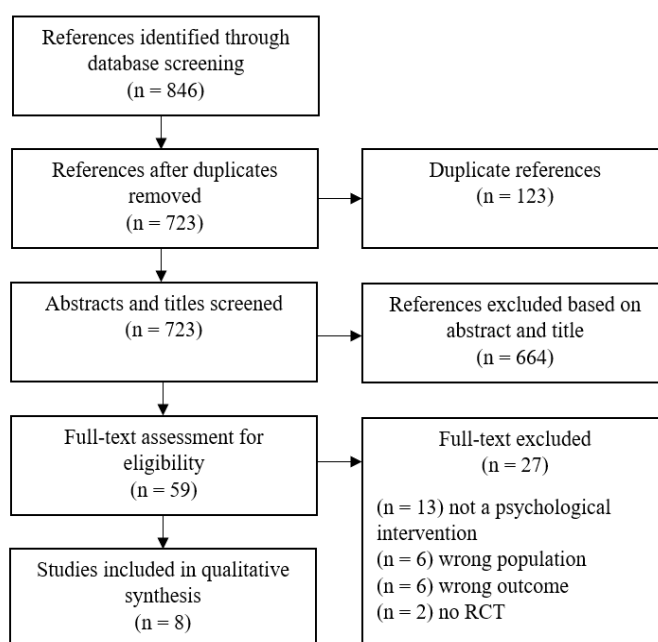 References identified through
database screening
(n = 846)
References after duplicates
removed
(n = 723)
Duplicate references
(n = 123)
Abstracts and titles screened
(n = 723)
References excluded based on
abstract and title
(n = 664)
Full-text assessment for
eligibility
(n = 59)
Full-text excluded
(n = 27)
(n = 13) not a psychological
intervention
(n = 6) wrong population
(n = 6) wrong outcome
(n = 2) no RCT
Studies included in qualitative
synthesis
(n = 8)